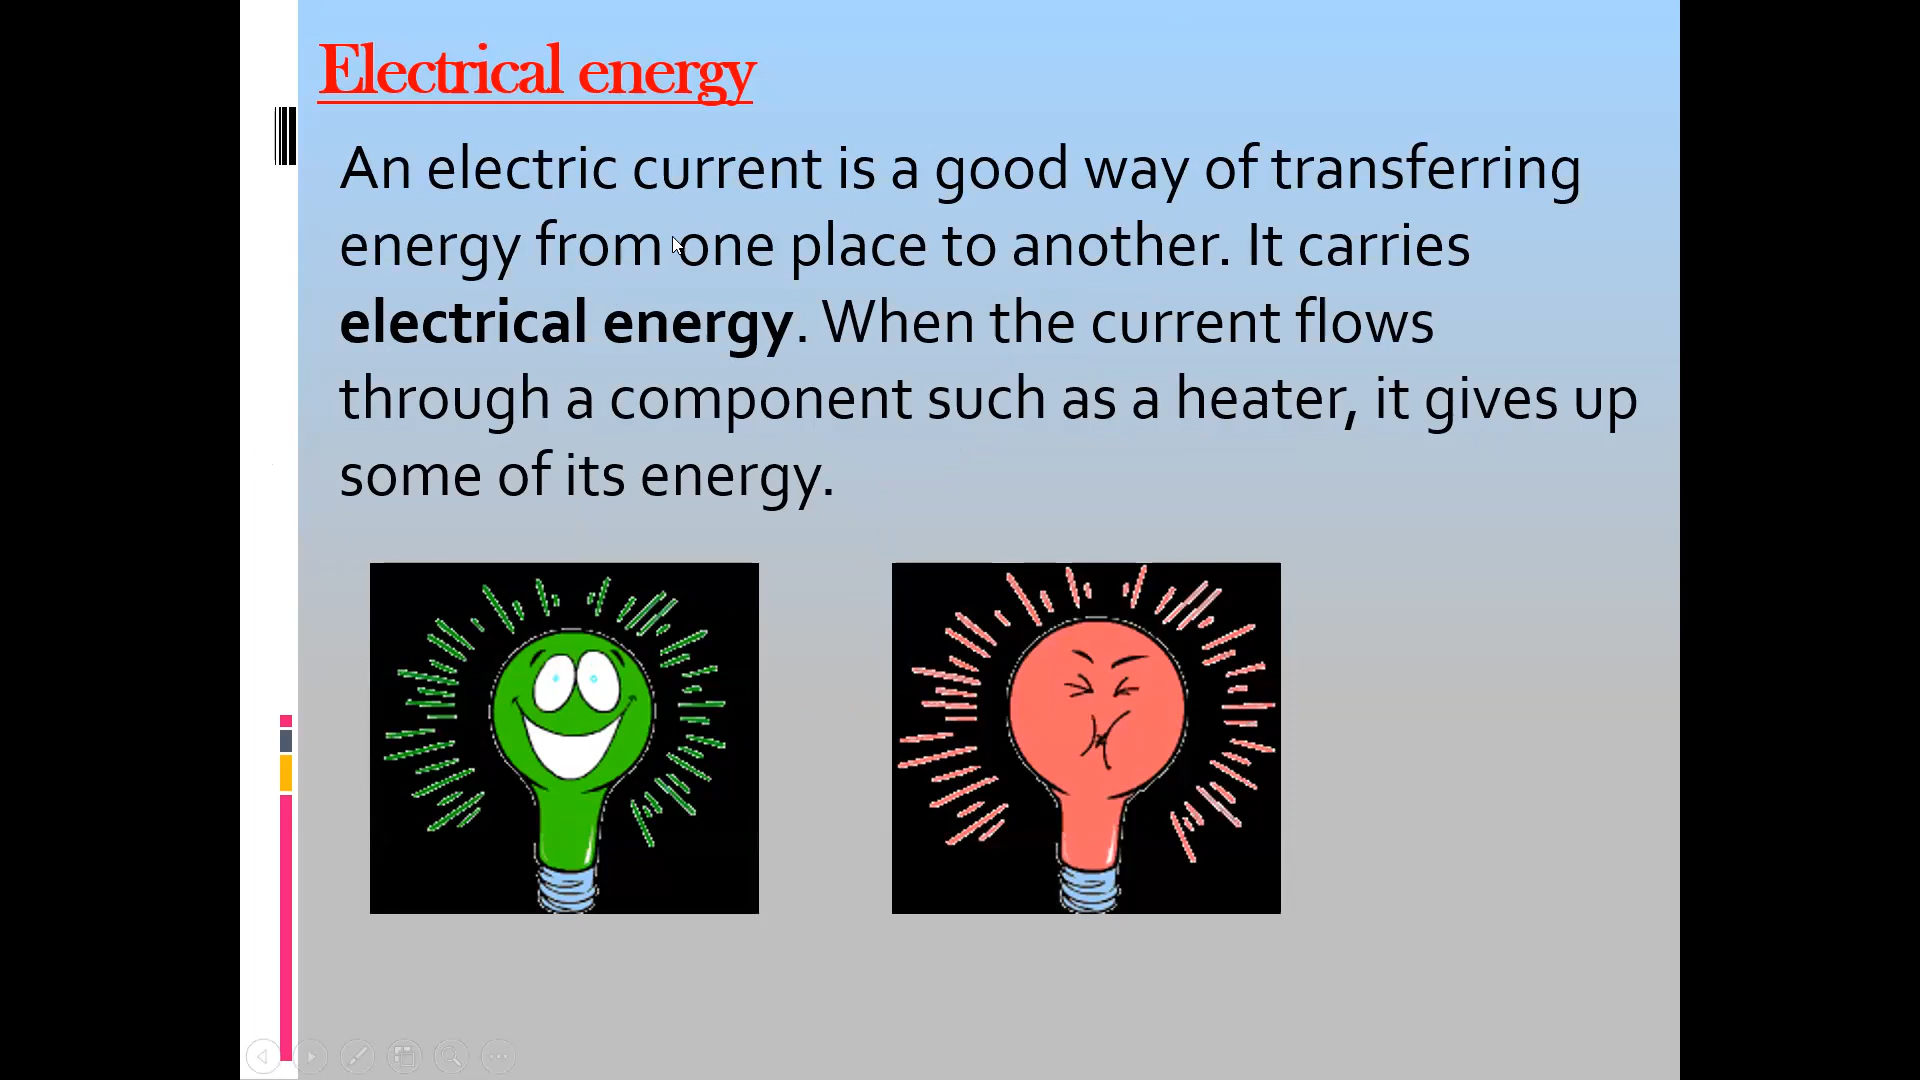 Electrical energy
An electric current is a good way of transferring
energy from one place to another. It carries
electrical energy. When the current flows
through a component such as a heater, it gives up
some of its energy.